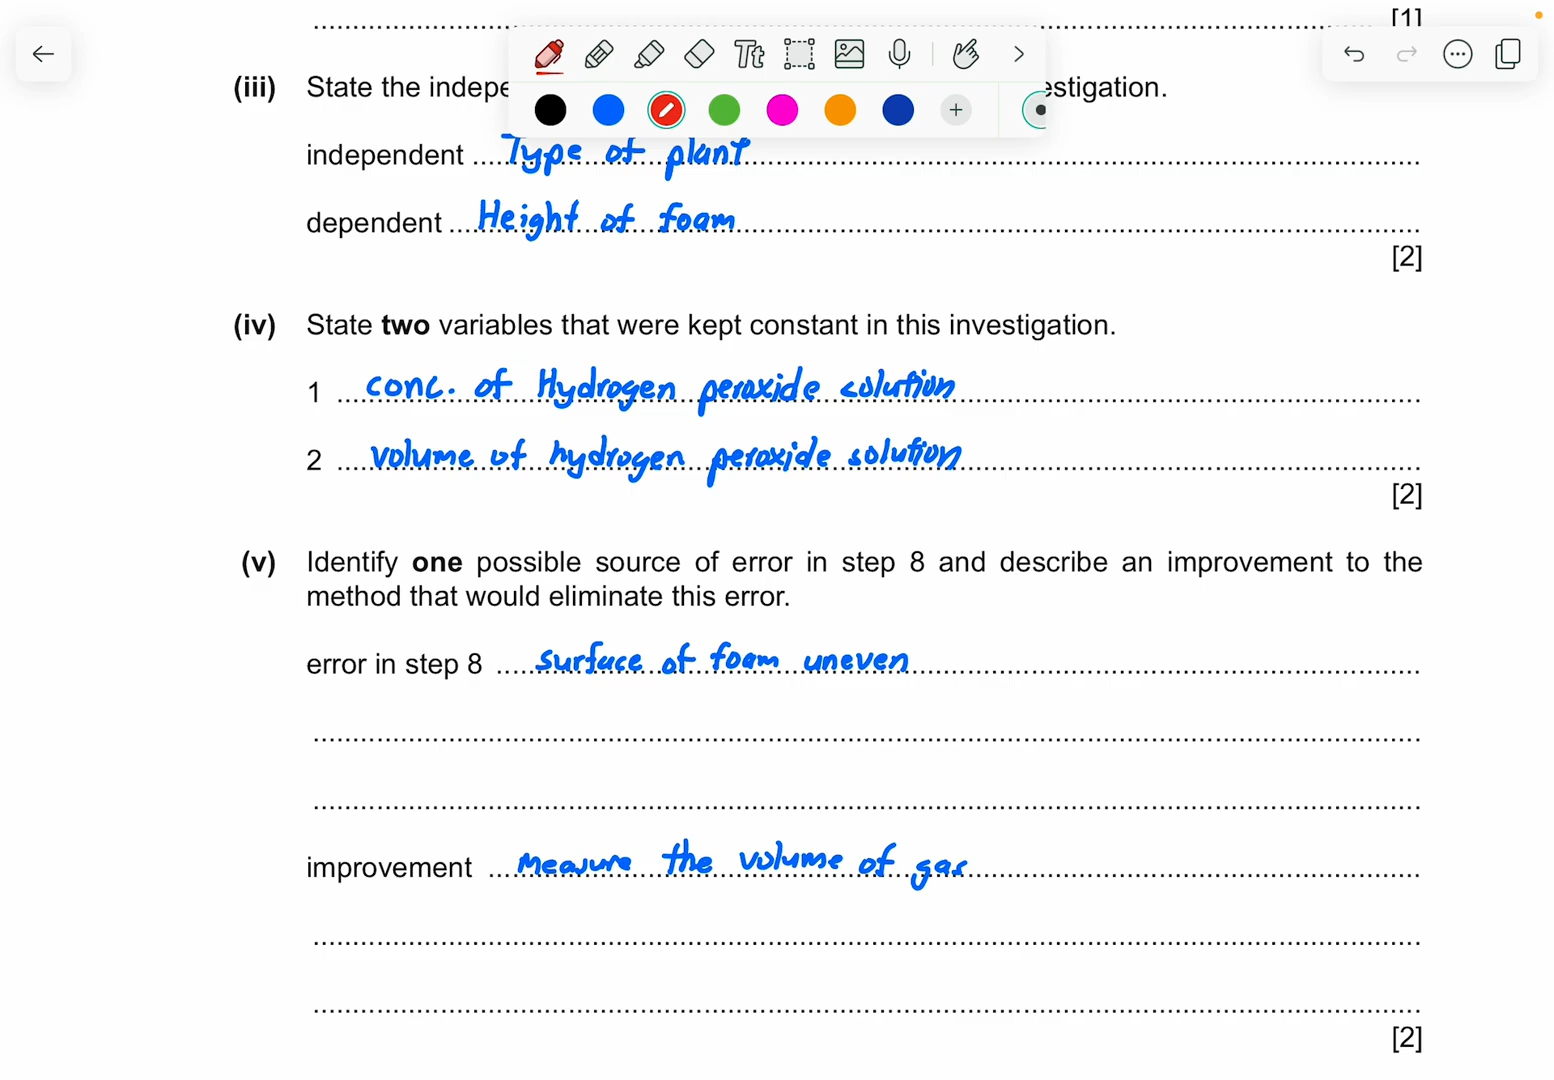 [1]
(iii) State the indepe estigation.
independent ... Type of plant
dependent ... Height of foam
[2]
(iv) State two variables that were kept constant in this investigation.
1 ... conc. of Hydrogen peroxide solution
2 ... volume of hydrogen peroxide solution
[2]
(v) Identify one possible source of error in step 8 and describe an improvement to the
method that would eliminate this error.
error in step 8 ... surface of foam uneven
improvement ... measure the volume of gas
[2]